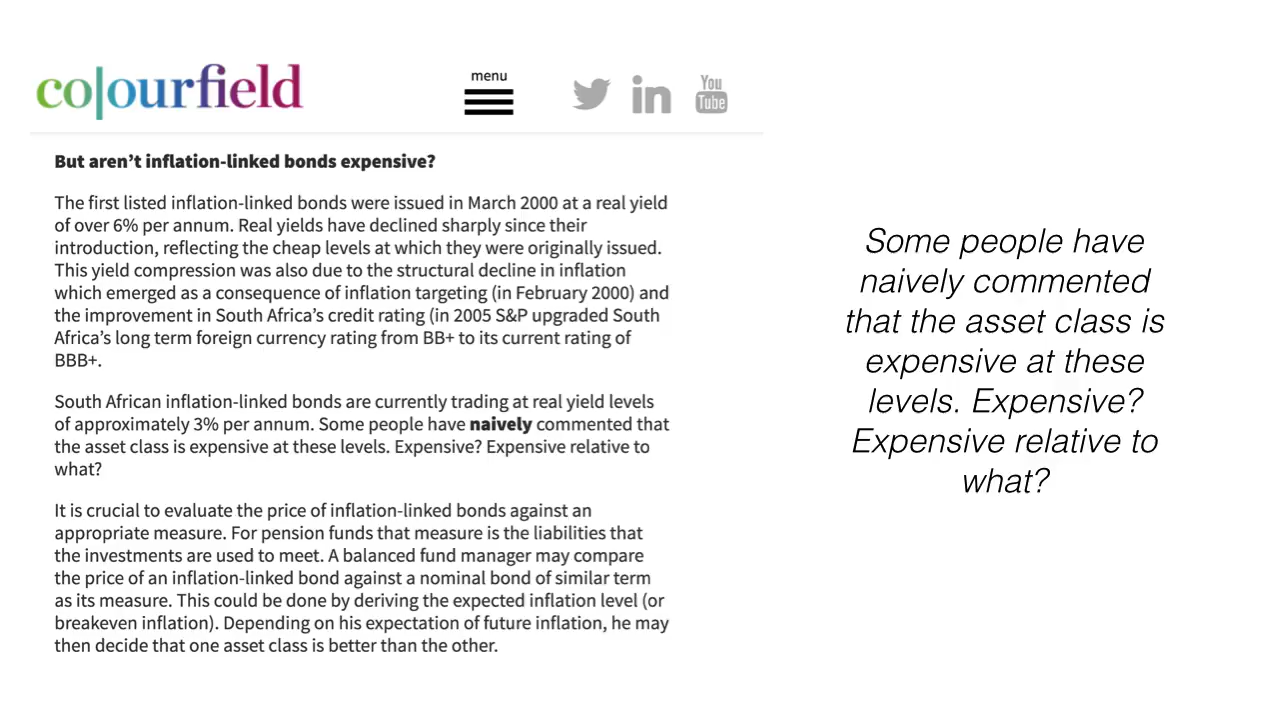 colourfield
menu
You
Tube
But aren’t inflation-linked bonds expensive?
The first listed inflation-linked bonds were issued in March 2000 at a real yield
of over 6% per annum. Real yields have declined sharply since their
introduction, reflecting the cheap levels at which they were originally issued.
This yield compression was also due to the structural decline in inflation
which emerged as a consequence of inflation targeting (in February 2000) and
the improvement in South Africa’s credit rating (in 2005 S&P upgraded South
Africa’s long term foreign currency rating from BB+ to its current rating of
BBB+.
South African inflation-linked bonds are currently trading at real yield levels
of approximately 3% per annum. Some people have naively commented that
the asset class is expensive at these levels. Expensive? Expensive relative to
what?
It is crucial to evaluate the price of inflation-linked bonds against an
appropriate measure. For pension funds that measure is the liabilities that
the investments are used to meet. A balanced fund manager may compare
the price of an inflation-linked bond against a nominal bond of similar term
as its measure. This could be done by deriving the expected inflation level (or
breakeven inflation). Depending on his expectation of future inflation, he may
then decide that one asset class is better than the other.
Some people have
naively commented
that the asset class is
expensive at these
levels. Expensive?
Expensive relative to
what?